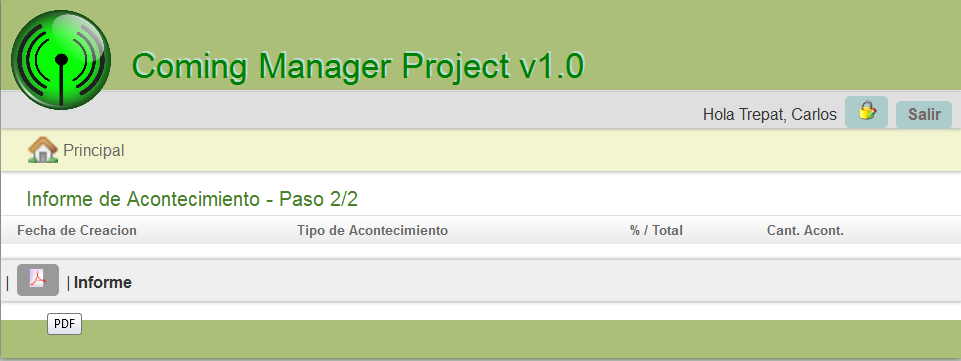 Coming Manager Project v1.0
Hola Trepat, Carlos Salir
Principal
Informe de Acontecimiento - Paso 2/2
Fecha de Creacion Tipo de Acontecimiento % / Total Cant. Acont.
| | Informe
PDF